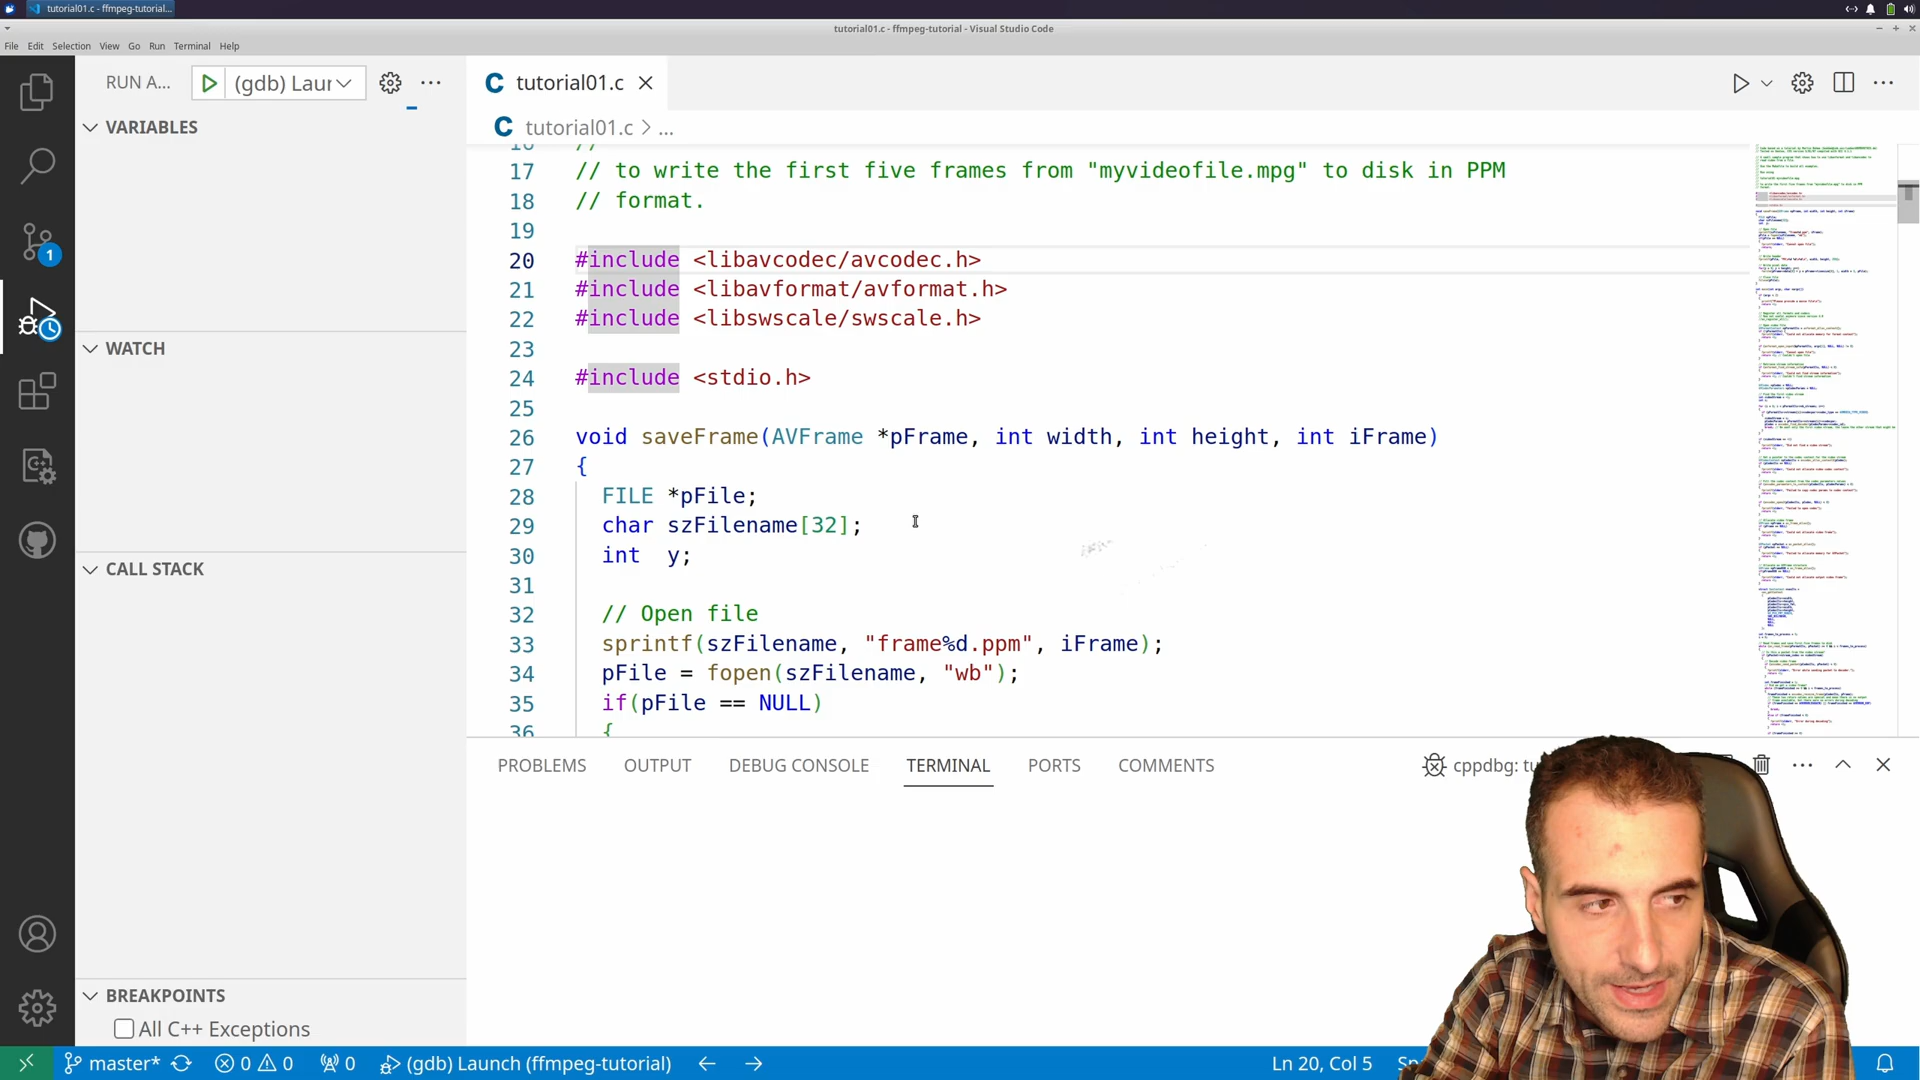 tutorial01.c - ffmpeg-tutorial...
tutorial01.c - ffmpeg-tutorial - Visual Studio Code
File Edit Selection View Go Run Terminal Help
RUN A... (gdb) Laur
tutorial01.c
tutorial01.c > ...
VARIABLES
WATCH
CALL STACK
BREAKPOINTS
All C++ Exceptions
16 //
17 // to write the first five frames from "myvideofile.mpg" to disk in PPM
18 // format.
19
20 #include <libavcodec/avcodec.h>
21 #include <libavformat/avformat.h>
22 #include <libswscale/swscale.h>
23
24 #include <stdio.h>
25
26 void saveFrame(AVFrame *pFrame, int width, int height, int iFrame)
27 {
28 FILE *pFile;
29 char szFilename[32];
30 int  y;
31
32 // Open file
33 sprintf(szFilename, "frame%d.ppm", iFrame);
34 pFile = fopen(szFilename, "wb");
35 if(pFile == NULL)
36 {
PROBLEMS OUTPUT DEBUG CONSOLE TERMINAL PORTS COMMENTS
cppdbg: tu
1
master* 0 0 0 (gdb) Launch (ffmpeg-tutorial)
Ln 20, Col 5